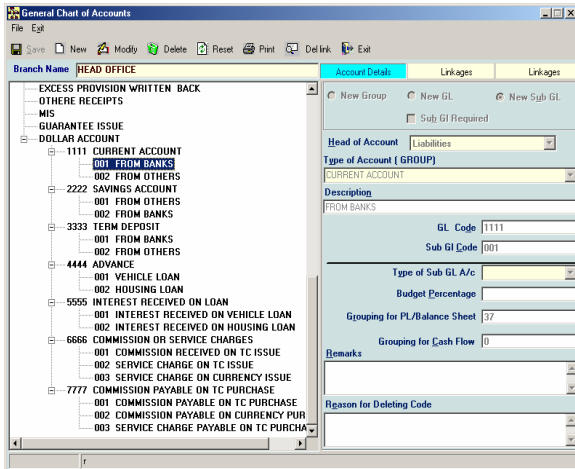 General Chart of Accounts
File Exit
Save New Modify Delete Reset Print Del link Exit
Branch Name HEAD OFFICE
Account Details Linkages Linkages
EXCESS PROVISION WRITTEN BACK
OTHERE RECEIPTS
MIS
GUARANTEE ISSUE
DOLLAR ACCOUNT
1111 CURRENT ACCOUNT
001 FROM BANKS
002 FROM OTHERS
2222 SAVINGS ACCOUNT
001 FROM OTHERS
002 FROM BANKS
3333 TERM DEPOSIT
001 FROM BANKS
002 FROM OTHERS
4444 ADVANCE
001 VEHICLE LOAN
002 HOUSING LOAN
5555 INTEREST RECEIVED ON LOAN
001 INTEREST RECEIVED ON VEHICLE LOAN
002 INTEREST RECEIVED ON HOUSING LOAN
6666 COMMISSION OR SERVICE CHARGES
001 COMMISSION RECEIVED ON TC ISSUE
002 SERVICE CHARGE ON TC ISSUE
003 SERVICE CHARGE ON CURRENCY ISSUE
7777 COMMISSION PAYABLE ON TC PURCHASE
001 COMMISSION PAYABLE ON TC PURCHASE
002 COMMISSION PAYABLE ON CURRENCY PUR
003 SERVICE CHARGE PAYABLE ON TC PURCHA
New Group New GL New Sub GL
Sub Gl Required
Head of Account Liabilities
Type of Account ( GROUP)
CURRENT ACCOUNT
Description
FROM BANKS
GL Code 1111
Sub Gl Code 001
Type of Sub GL A/c
Budget Percentage
Grouping for PL/Balance Sheet 37
Grouping for Cash Flow 0
Remarks
Reason for Deleting Code
r